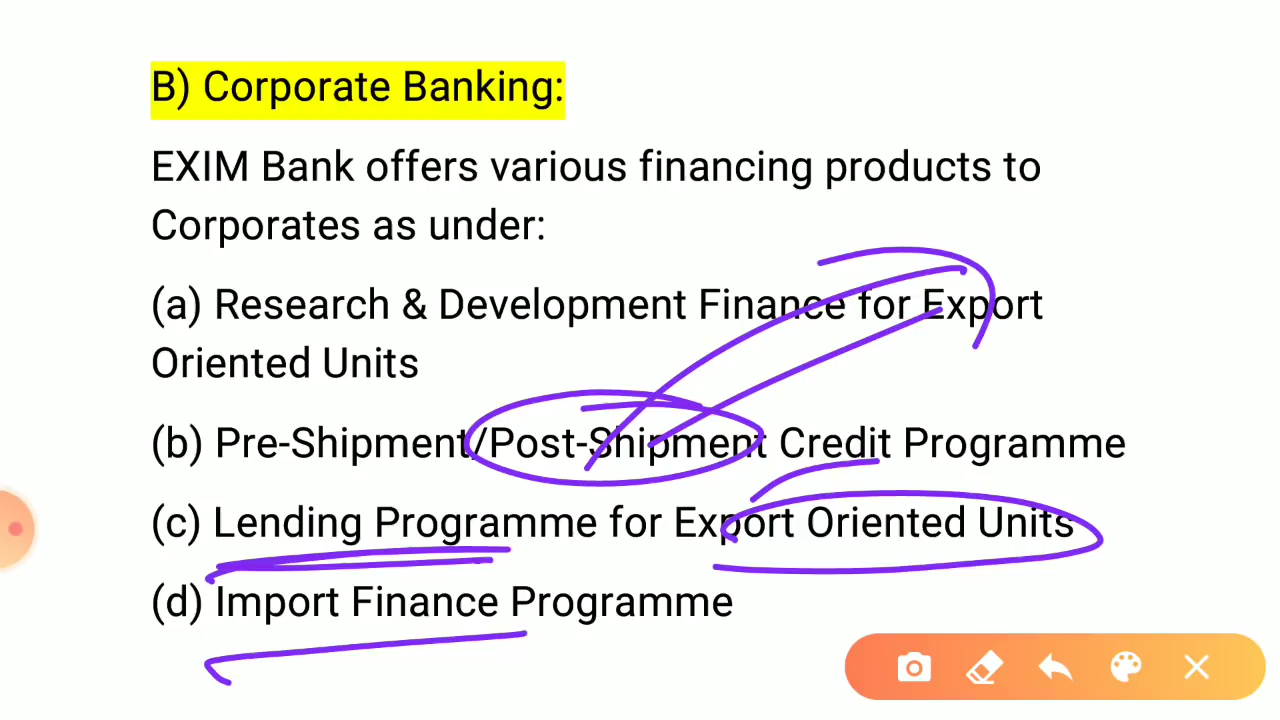 B) Corporate Banking:
EXIM Bank offers various financing products to
Corporates as under:
(a) Research & Development Finance for Export
Oriented Units
(b) Pre-Shipment/Post-Shipment Credit Programme
(c) Lending Programme for Export Oriented Units
(d) Import Finance Programme